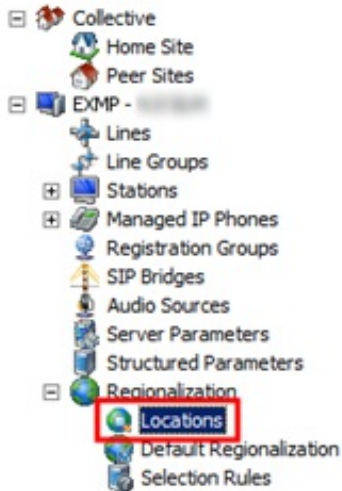 Collective
Home Site
Peer Sites
EXMP -
Lines
Line Groups
Stations
Managed IP Phones
Registration Groups
SIP Bridges
Audio Sources
Server Parameters
Structured Parameters
Regionalization
Locations
Default Regionalization
Selection Rules